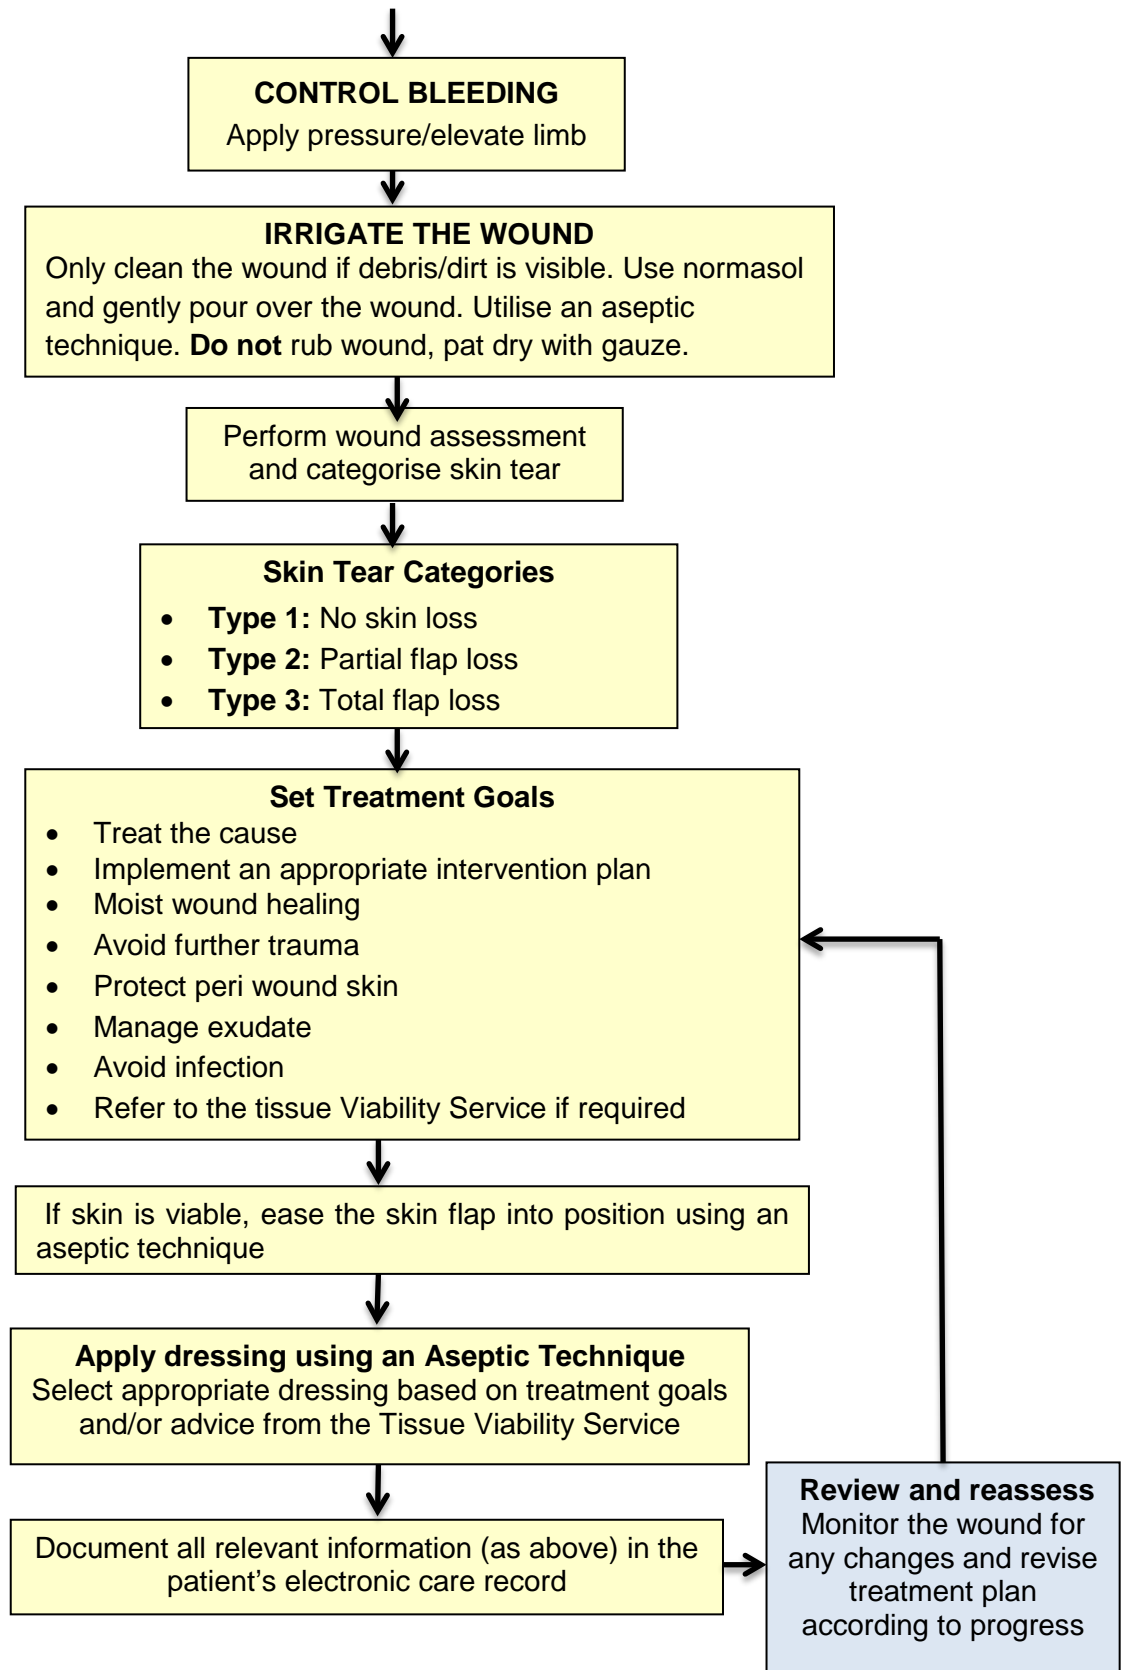 CONTROL BLEEDING
Apply pressure/elevate limb
IRRIGATE THE WOUND
Only clean the wound if debris/dirt is visible. Use normasol
and gently pour over the wound. Utilise an aseptic
technique. Do not rub wound, pat dry with gauze.
Perform wound assessment
and categorise skin tear
Skin Tear Categories
• Type 1: No skin loss
• Type 2: Partial flap loss
• Type 3: Total flap loss
Set Treatment Goals
• Treat the cause
• Implement an appropriate intervention plan
• Moist wound healing
• Avoid further trauma
• Protect peri wound skin
• Manage exudate
• Avoid infection
• Refer to the tissue Viability Service if required
If skin is viable, ease the skin flap into position using an
aseptic technique
Apply dressing using an Aseptic Technique
Select appropriate dressing based on treatment goals
and/or advice from the Tissue Viability Service
Document all relevant information (as above) in the
patient’s electronic care record
Review and reassess
Monitor the wound for
any changes and revise
treatment plan
according to progress